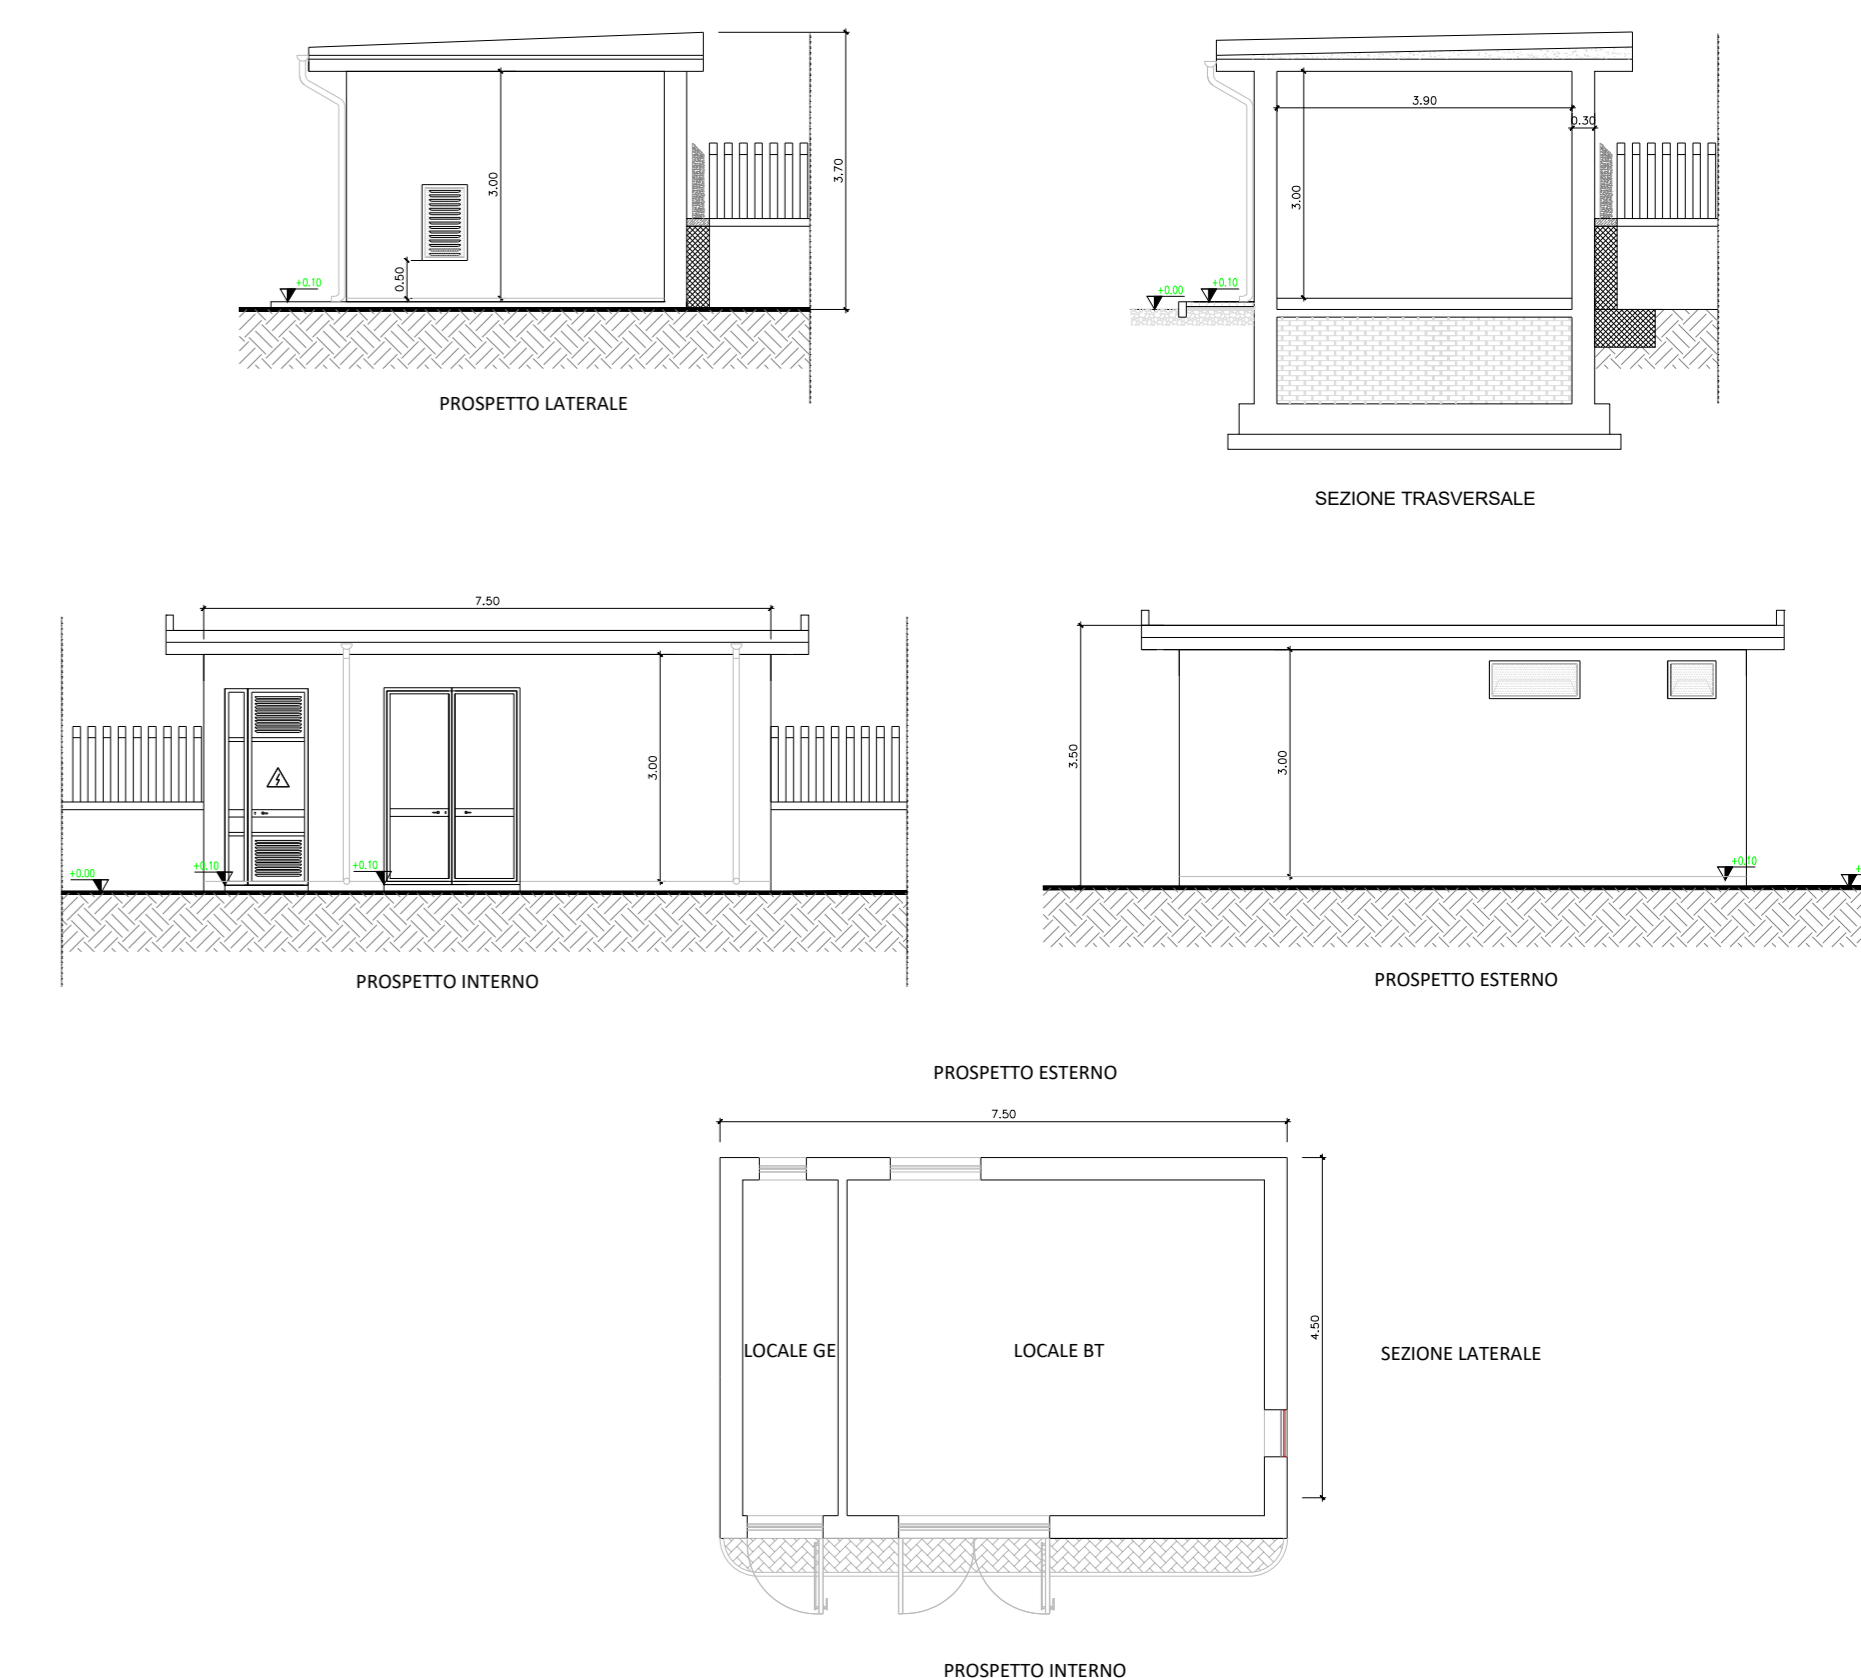 3.00
0.50
3.70
+0.10
PROSPETTO LATERALE
3.90
0.30
3.00
+0.00
+0.10
SEZIONE TRASVERSALE
7.50
3.00
+0.00
+0.10
+0.10
PROSPETTO INTERNO
3.50
3.00
+0.10
PROSPETTO ESTERNO
PROSPETTO ESTERNO
7.50
4.50
LOCALE GE
LOCALE BT
SEZIONE LATERALE
PROSPETTO INTERNO